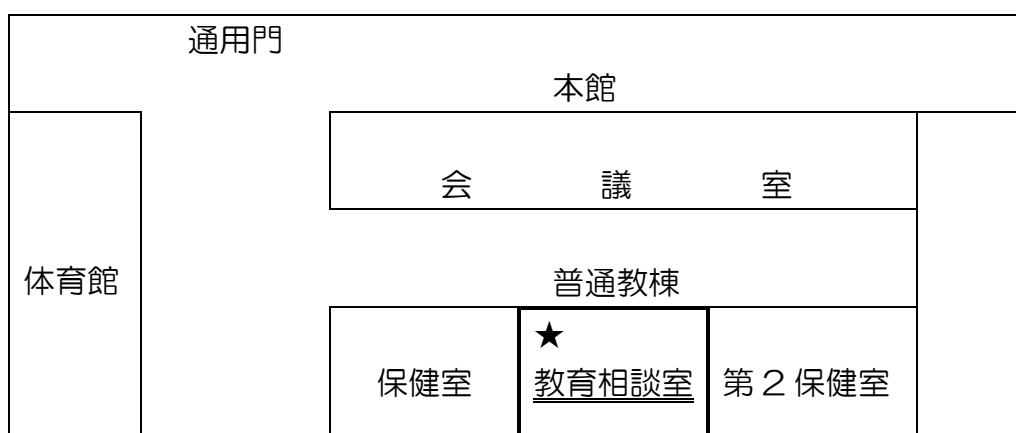 通用門
本館
会　議　室
体育館
普通教棟
★
保健室
教育相談室
第２保健室